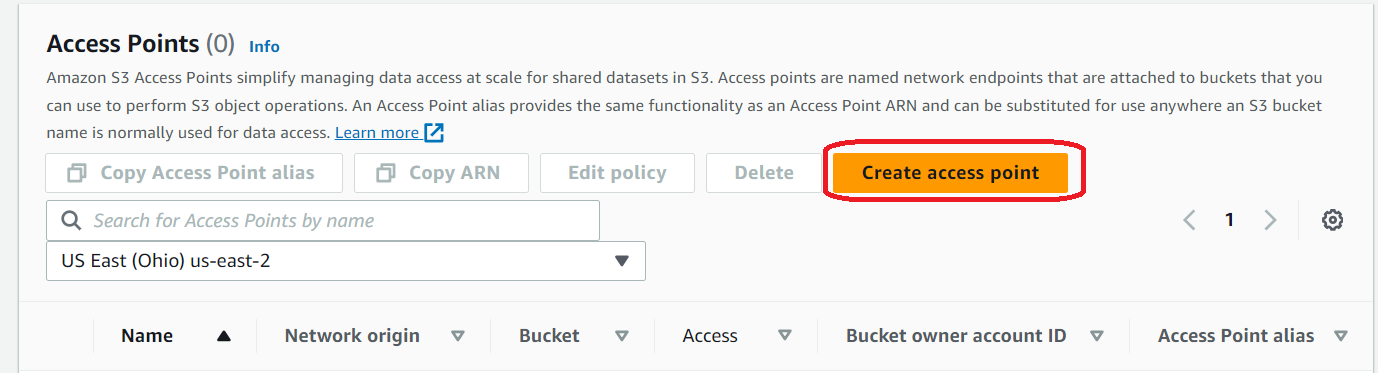 Access Points (0) Info
Amazon S3 Access Points simplify managing data access at scale for shared datasets in S3. Access points are named network endpoints that are attached to buckets that you
can use to perform S3 object operations. An Access Point alias provides the same functionality as an Access Point ARN and can be substituted for use anywhere an S3 bucket
name is normally used for data access. Learn more
Copy Access Point alias Copy ARN Edit policy Delete Create access point
Search for Access Points by name 1
US East (Ohio) us-east-2
Name Network origin Bucket Access Bucket owner account ID Access Point alias